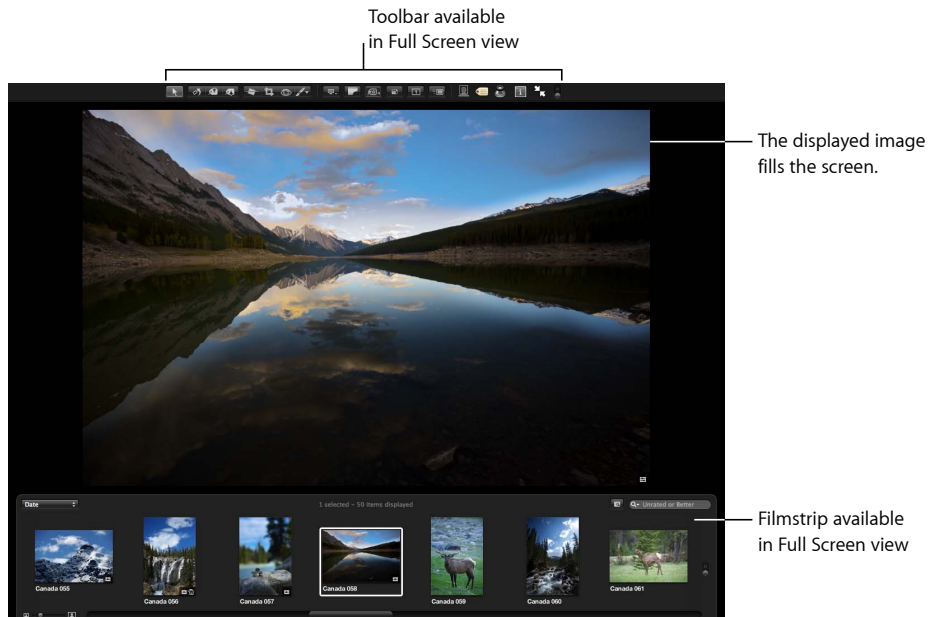 Toolbar available
in Full Screen view
The displayed image
fills the screen.
Date
1 selected – 50 items displayed
Unrated or Better
Canada 055
Canada 056
Canada 057
Canada 058
Canada 059
Canada 060
Canada 061
Filmstrip available
in Full Screen view